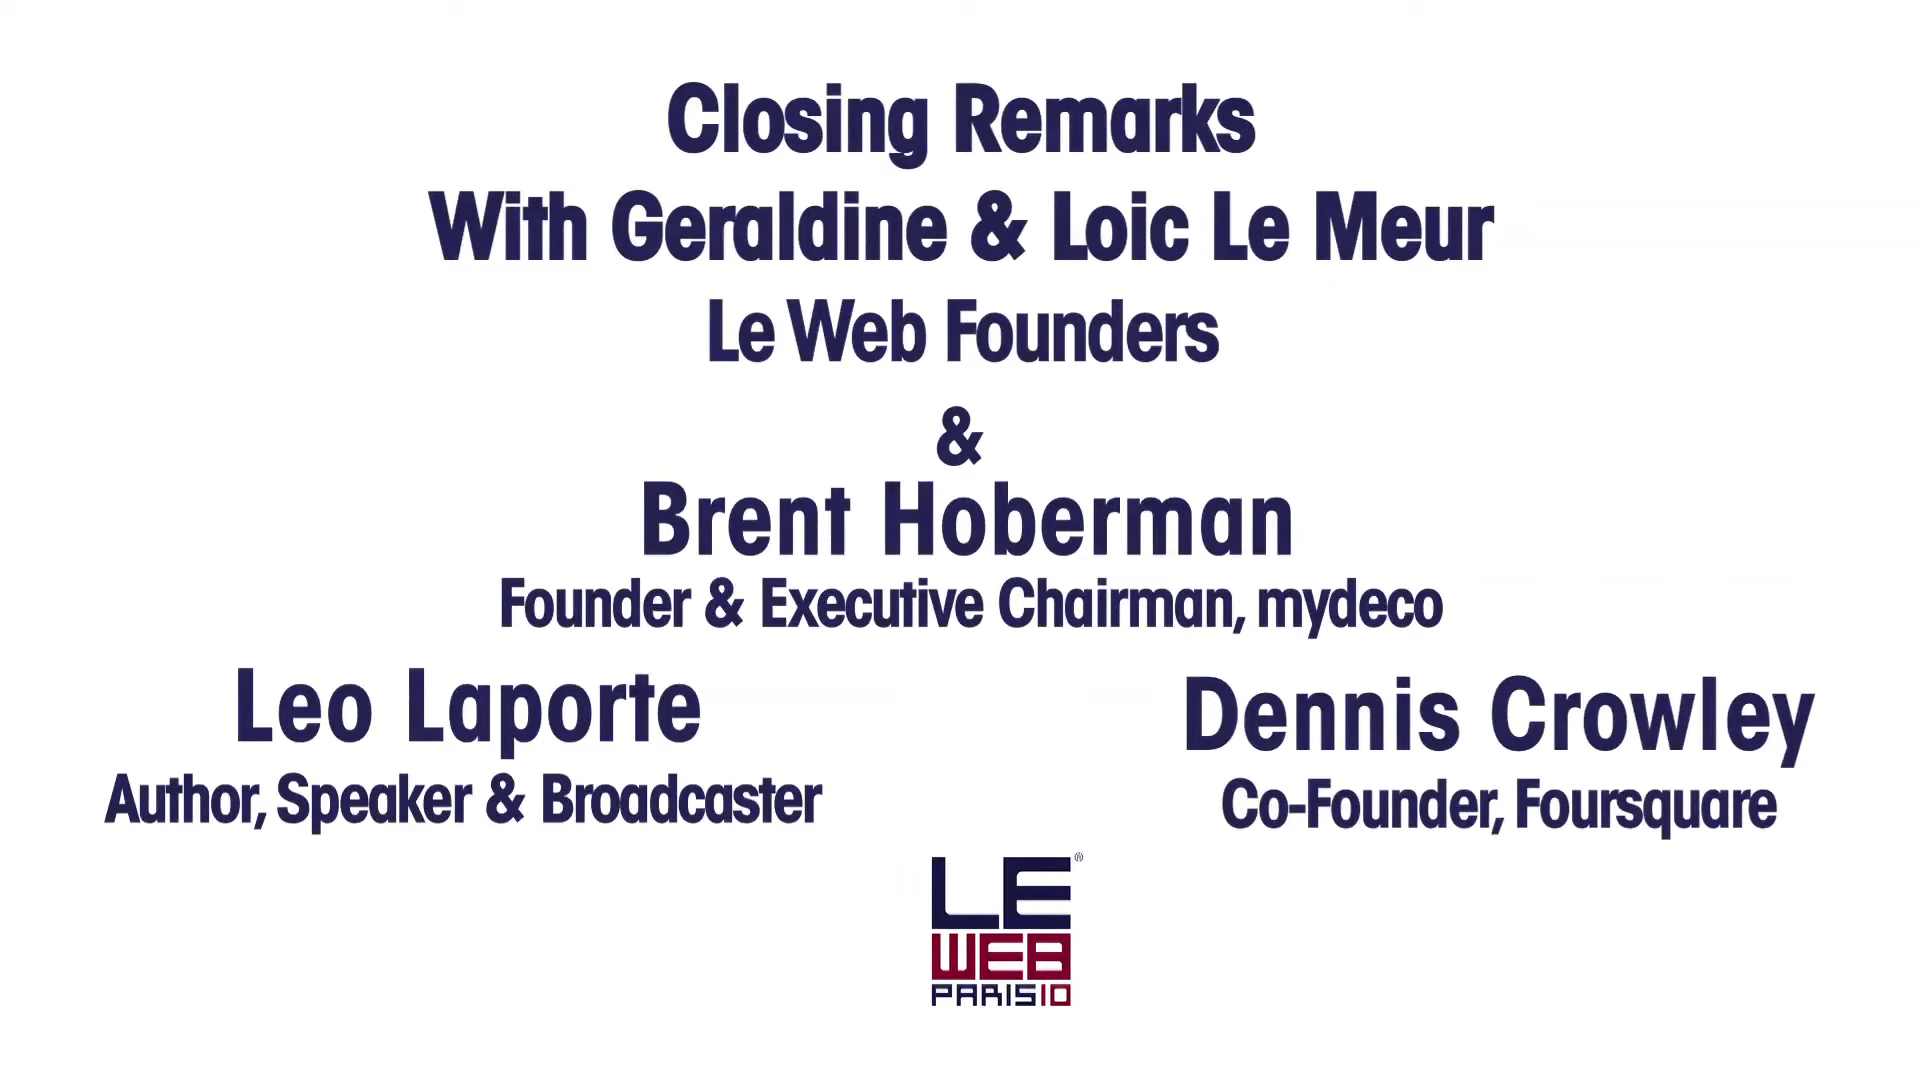 Closing Remarks
With Geraldine & Loic Le Meur
Le Web Founders
&
Brent Hoberman
Founder & Executive Chairman, mydeco
Leo Laporte
Author, Speaker & Broadcaster
Dennis Crowley
Co-Founder, Foursquare
LE®
WEB
PARIS10